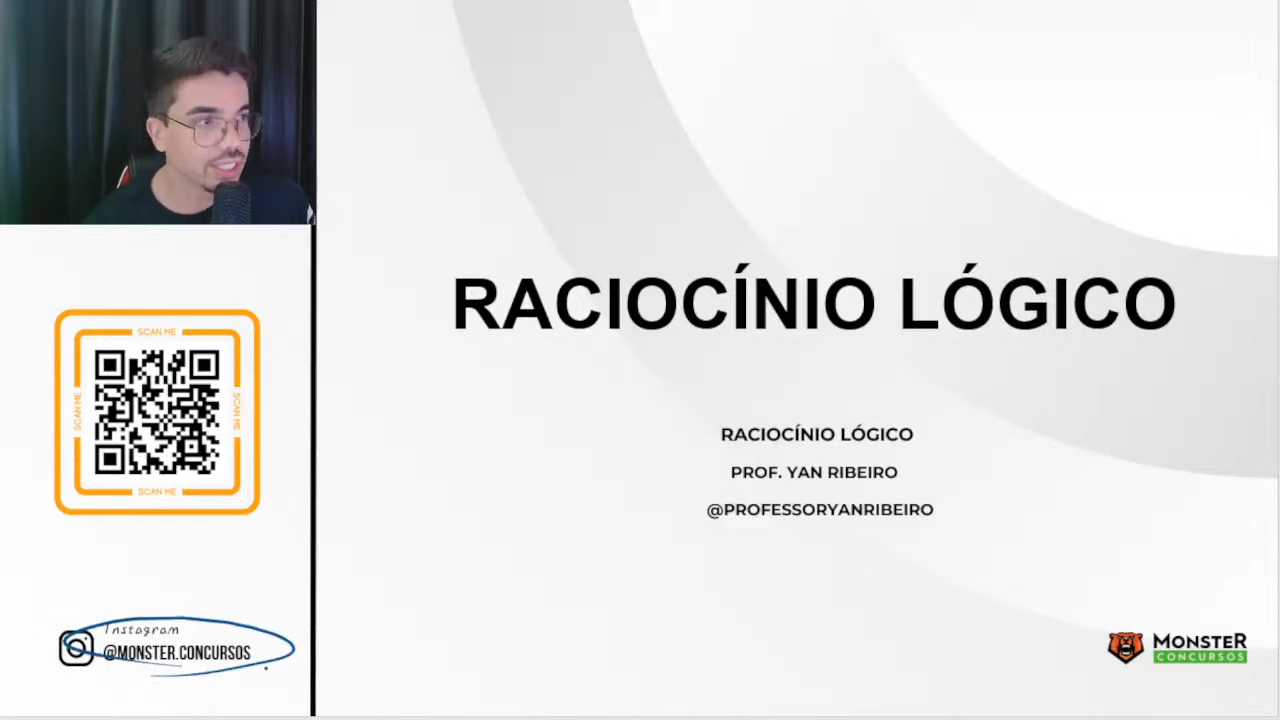 SCAN ME
SCAN ME
SCAN ME
SCAN ME
Instagram
@MONSTER.CONCURSOS
RACIOCÍNIO LÓGICO
RACIOCÍNIO LÓGICO
PROF. YAN RIBEIRO
@PROFESSORYANRIBEIRO
MONSTER
CONCURSOS